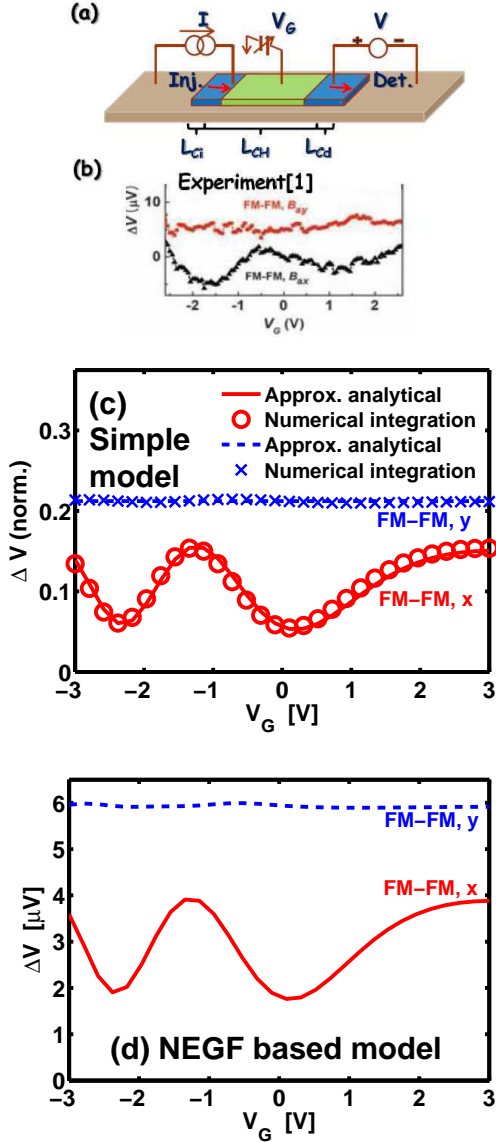 (a)
I V_G V
+ −
Inj. Det.
L_Ci L_CH L_Cd
(b)
Experiment[1]
ΔV (μV)
10
0
FM-FM, B_ay
FM-FM, B_ax
-2 -1 0 1 2
V_G (V)
(c)
Simple
model
Approx. analytical
Numerical integration
Approx. analytical
Numerical integration
Δ V (norm.)
0.3
0.2
0.1
0
FM−FM, y
FM−FM, x
−3 −2 −1 0 1 2 3
V_G [V]
ΔV [μV]
8
7
6
5
4
3
2
1
0
FM−FM, y
FM−FM, x
(d) NEGF based model
−3 −2 −1 0 1 2 3
V_G [V]